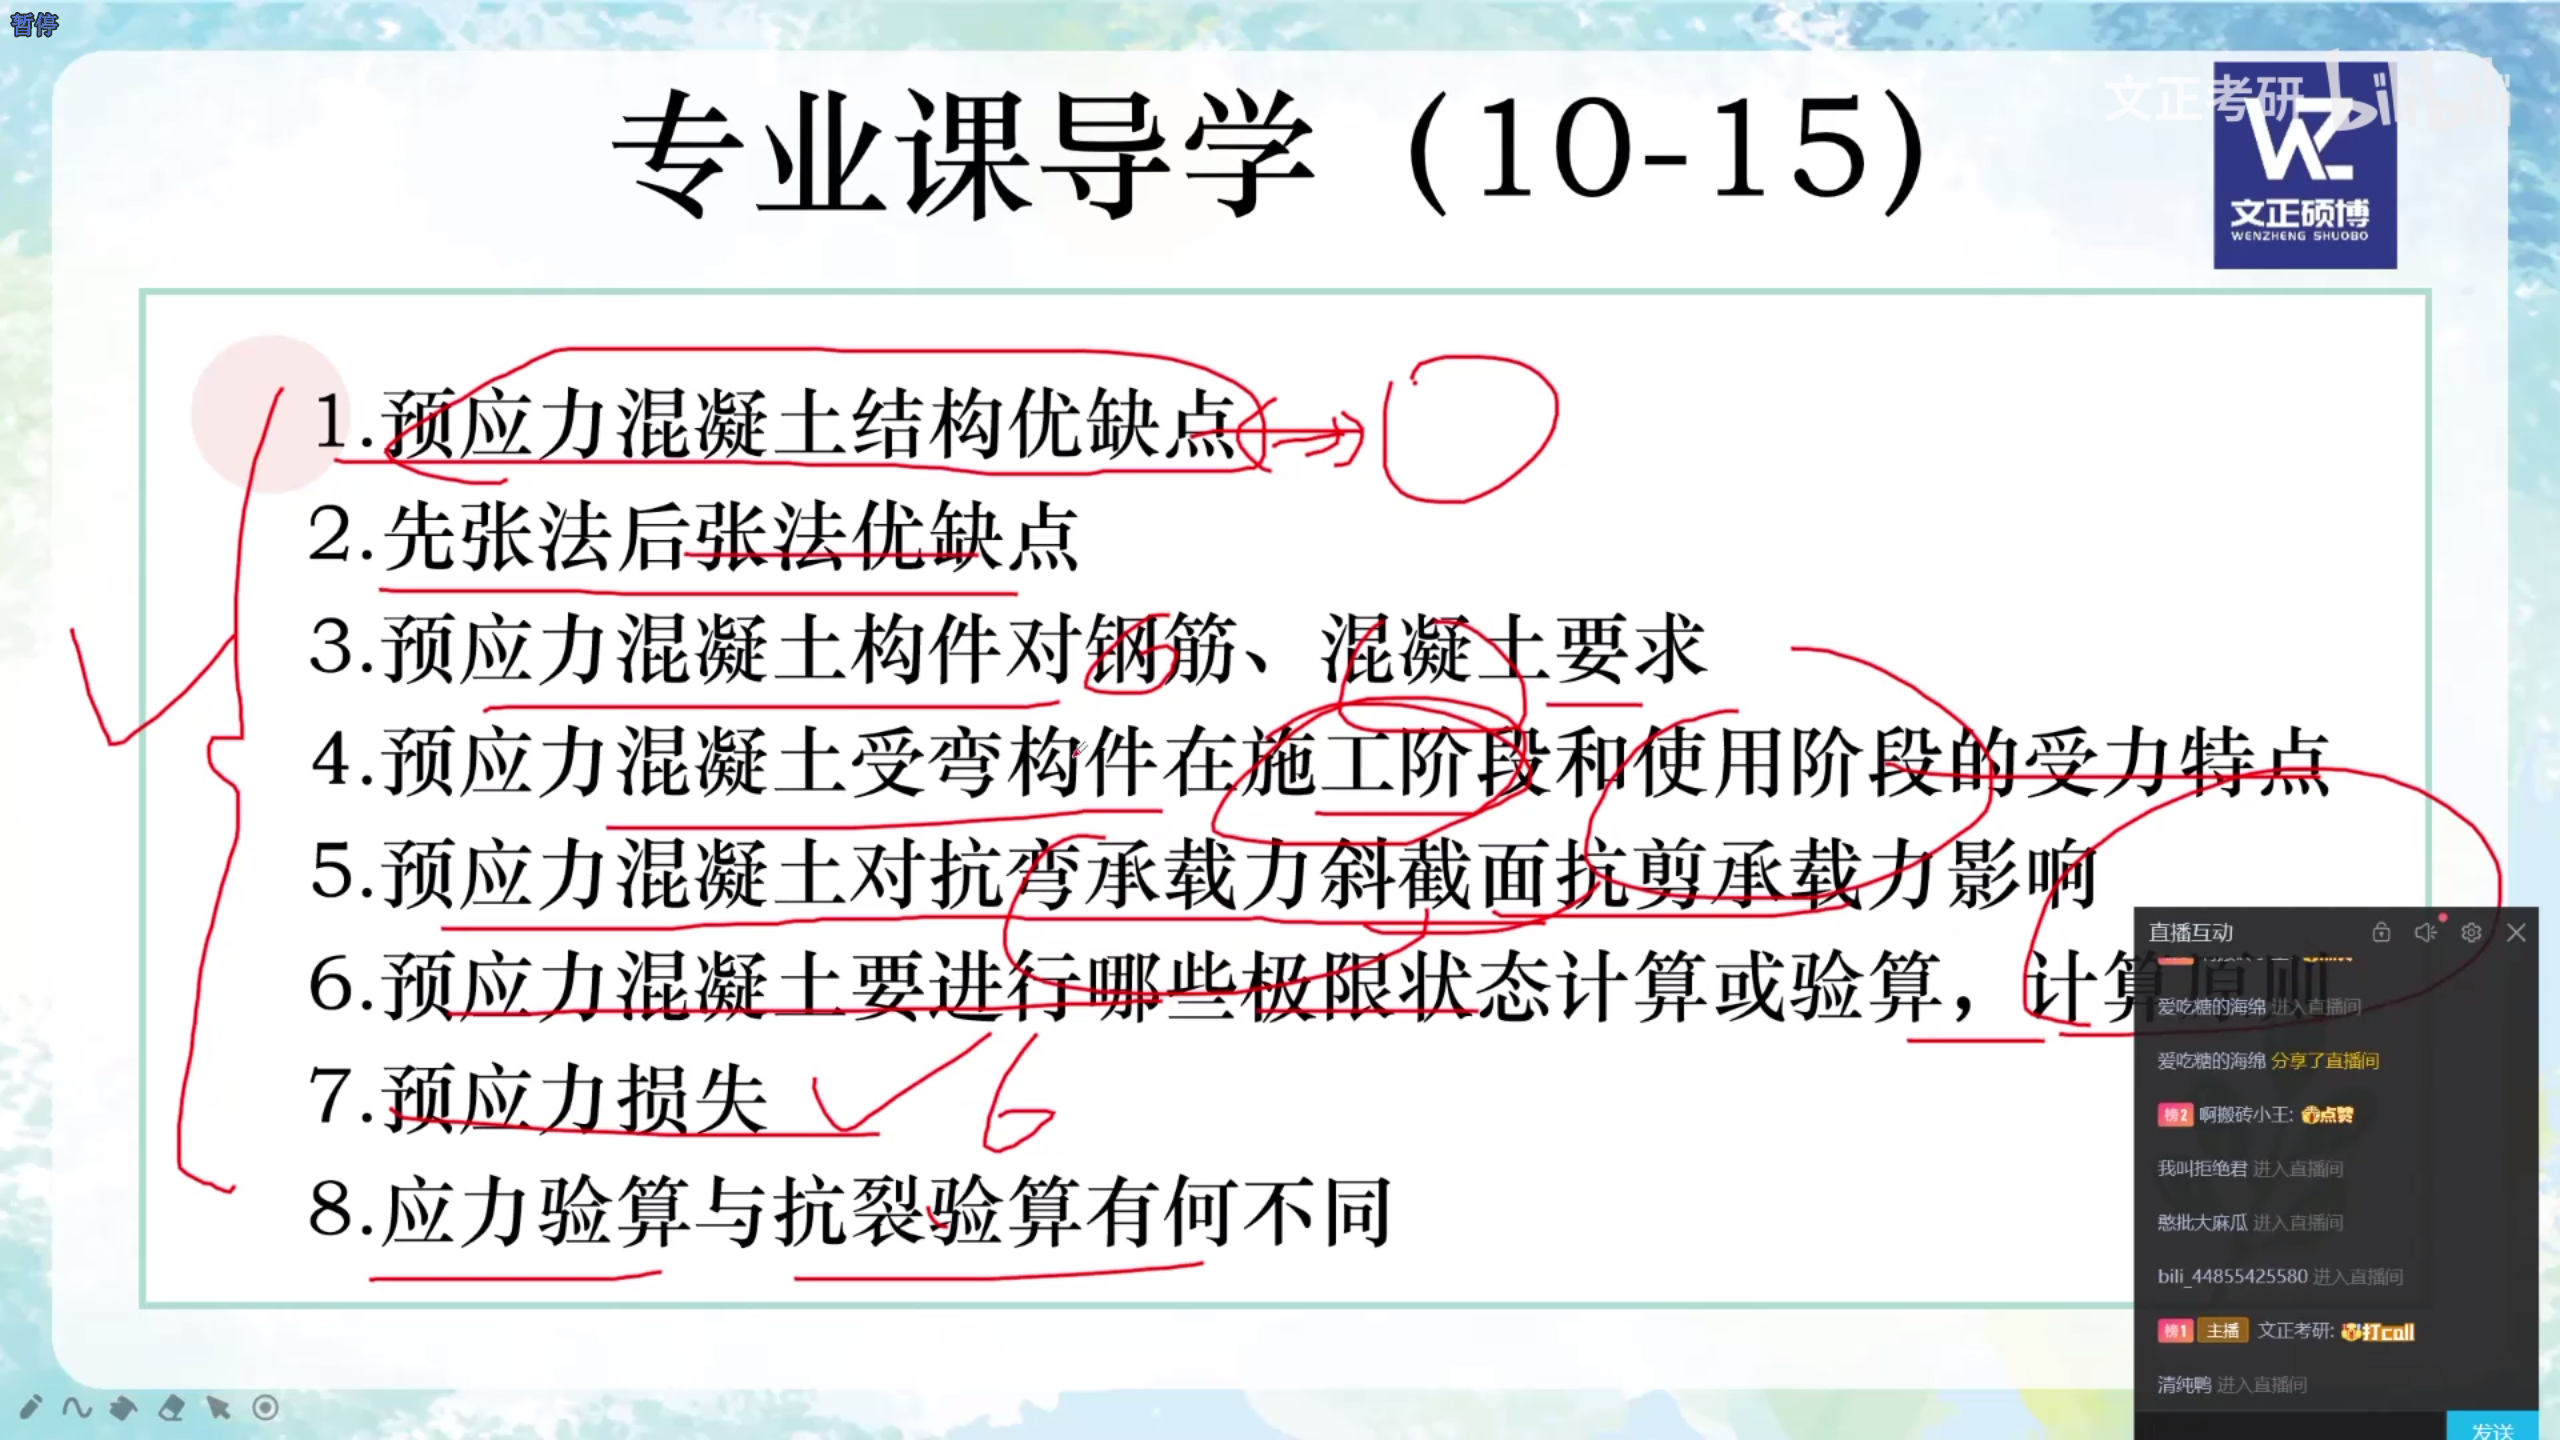 暂停
专业课导学（10-15）
文正考研 bilibili
WZ
文正硕博
WENZHENG SHUOBO
1.预应力混凝土结构优缺点
2.先张法后张法优缺点
3.预应力混凝土构件对钢筋、混凝土要求
4.预应力混凝土受弯构件在施工阶段和使用阶段的受力特点
5.预应力混凝土对抗弯承载力斜截面抗剪承载力影响
6.预应力混凝土要进行哪些极限状态计算或验算，计算原则
7.预应力损失
6
8.应力验算与抗裂验算有何不同
直播互动
爱吃糖的海绵 进入直播间
爱吃糖的海绵 分享了直播间
榜2 啊搬砖小王: 点赞
我叫拒绝君 进入直播间
憨批大麻瓜 进入直播间
bili_44855425580 进入直播间
榜1 主播 文正考研: 打call
清纯鸭 进入直播间
发送